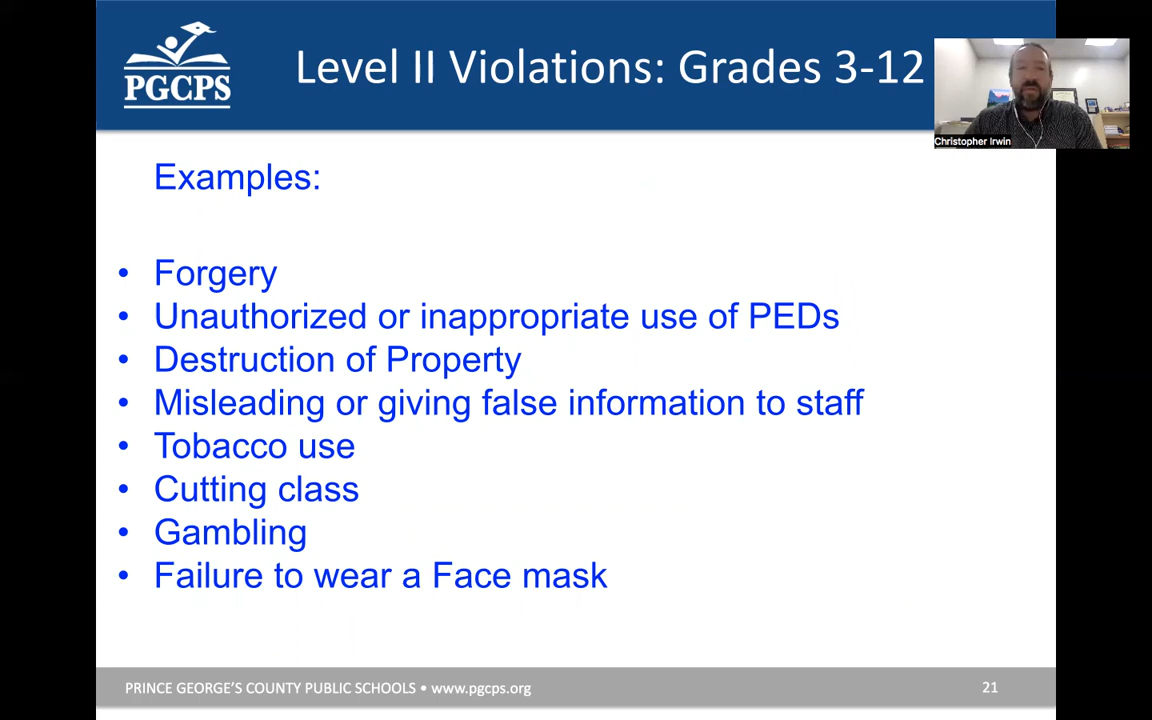 PGCPS
Level II Violations: Grades 3-12
Christopher Irwin
Examples:
• Forgery
• Unauthorized or inappropriate use of PEDs
• Destruction of Property
• Misleading or giving false information to staff
• Tobacco use
• Cutting class
• Gambling
• Failure to wear a Face mask
PRINCE GEORGE'S COUNTY PUBLIC SCHOOLS • www.pgcps.org
21